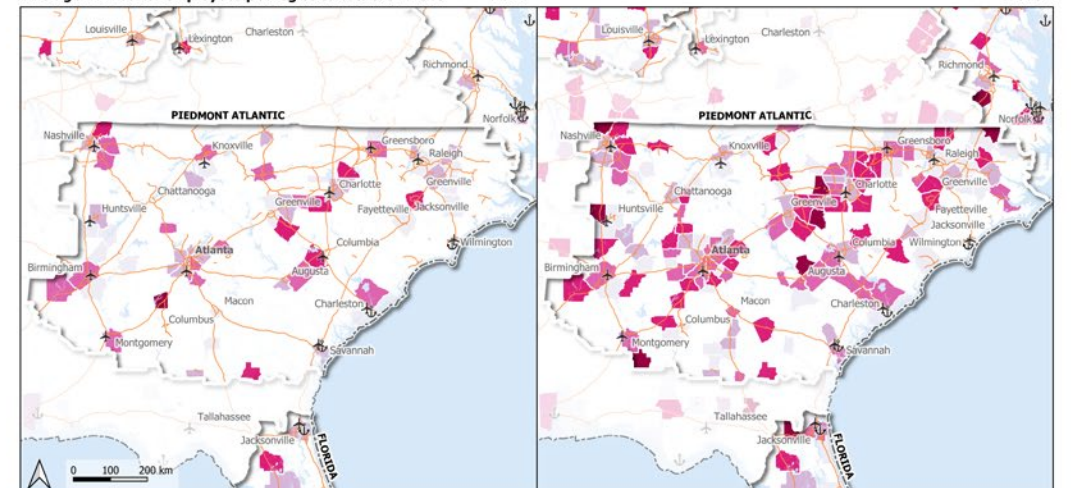 Louisville
Lexington
Charleston
Richmond
Norfolk
PIEDMONT ATLANTIC
Nashville
Knoxville
Greensboro
Raleigh
Chattanooga
Charlotte
Greenville
Huntsville
Greenville
Fayetteville
Jacksonville
Atlanta
Columbia
Wilmington
Birmingham
Augusta
Macon
Charleston
Columbus
Montgomery
Savannah
Tallahassee
Jacksonville
FLORIDA
0 100 200 km
Louisville
Lexington
Charleston
Richmond
Norfolk
PIEDMONT ATLANTIC
Nashville
Knoxville
Greensboro
Raleigh
Chattanooga
Charlotte
Greenville
Greenville
Huntsville
Fayetteville
Jacksonville
Atlanta
Columbia
Wilmington
Birmingham
Augusta
Macon
Charleston
Columbus
Montgomery
Savannah
Tallahassee
Jacksonville
FLORIDA